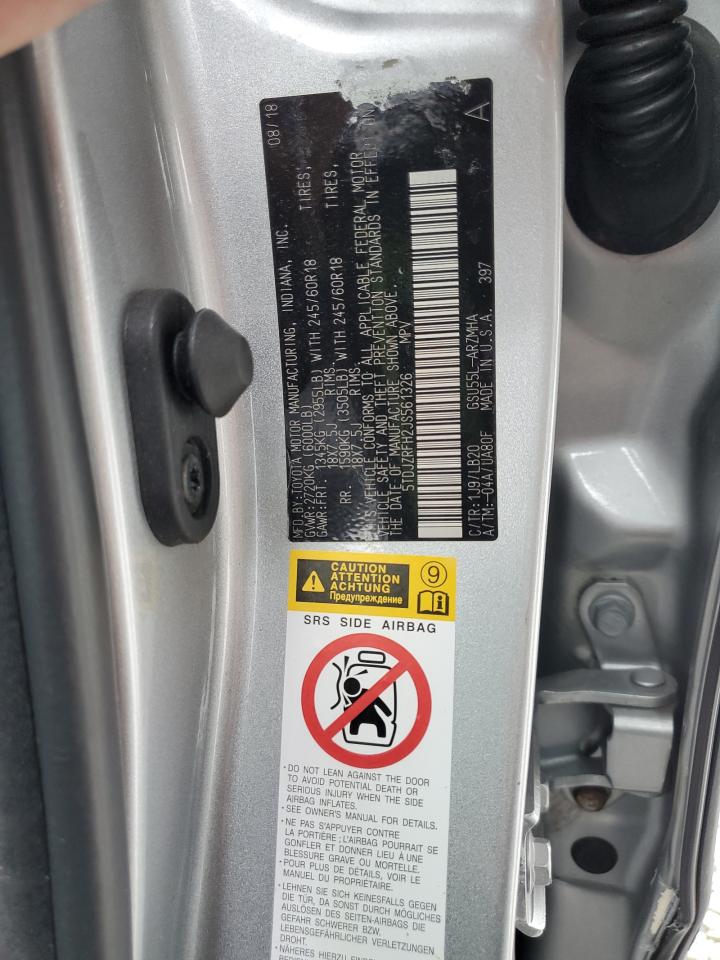 MFD BY:TOYOTA MOTOR MANUFACTURING, INDIANA, INC. 08/18
GVWR:2720KG (6000LB)
GAWR:FRT. 1345KG (2955LB) WITH 245/60R18 TIRES,
18X7.5J RIMS,
RR. 1590KG (3505LB) WITH 245/60R18 TIRES,
18X7.5J RIMS,
THIS VEHICLE CONFORMS TO ALL APPLICABLE FEDERAL MOTOR
VEHICLE SAFETY AND THEFT PREVENTION STANDARDS IN EFFECT ON
THE DATE OF MANUFACTURE SHOWN ABOVE.
5TDJZRFH2JS561326 MPV
C/TR:1J9/LB20 GSU55L-ARZMHA A
A/TM:-04A/UA80F MADE IN U.S.A. 397
CAUTION
ATTENTION
ACHTUNG
Предупреждение
9
SRS SIDE AIRBAG
・DO NOT LEAN AGAINST THE DOOR
TO AVOID POTENTIAL DEATH OR
SERIOUS INJURY WHEN THE SIDE
AIRBAG INFLATES.
・SEE OWNER'S MANUAL FOR DETAILS.
・NE PAS S'APPUYER CONTRE
LA PORTIÈRE ; L'AIRBAG POURRAIT SE
GONFLER ET DONNER LIEU À UNE
BLESSURE GRAVE OU MORTELLE.
・POUR PLUS DE DÉTAILS, VOIR LE
MANUEL DU PROPRIÉTAIRE.
・LEHNEN SIE SICH KEINESFALLS GEGEN
DIE TÜR, DA SONST DURCH MÖGLICHES
AUSLÖSEN DES SEITEN-AIRBAGS DIE
GEFAHR SCHWERER BZW.
LEBENSGEFÄHRLICHER VERLETZUNGEN
DROHT.
・NÄHERES HIERZU